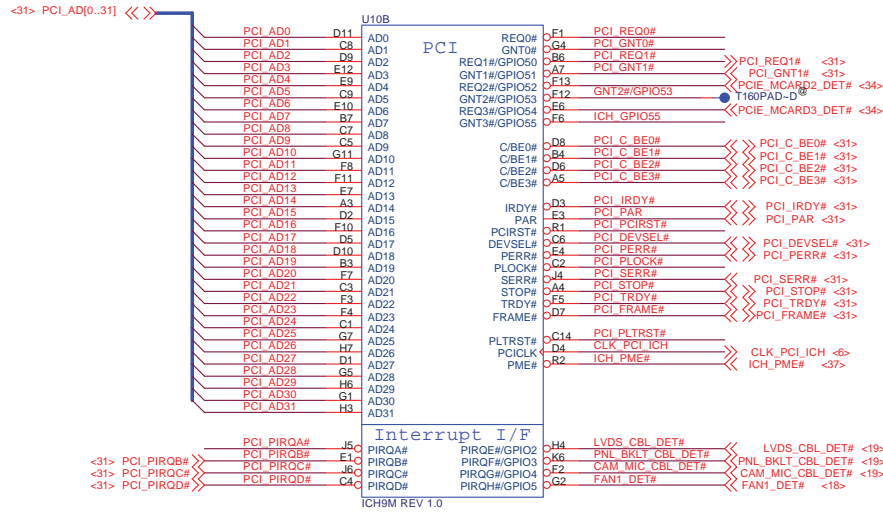 <31> PCI_AD[0..31]
U10B
PCI
PCI_AD0 D11 AD0 REQ0# F1 PCI_REQ0#
PCI_AD1 C8 AD1 GNT0# G4 PCI_GNT0#
PCI_AD2 D9 AD2 REQ1#/GPIO50 B6 PCI_REQ1# PCI_REQ1# <31>
PCI_AD3 E12 AD3 GNT1#/GPIO51 A7 PCI_GNT1# PCI_GNT1# <31>
PCI_AD4 E9 AD4 REQ2#/GPIO52 F13 PCIE_MCARD2_DET# <34>
PCI_AD5 C9 AD5 GNT2#/GPIO53 F12 GNT2#/GPIO53 T160PAD~D @
PCI_AD6 E10 AD6 REQ3#/GPIO54 E6 PCIE_MCARD3_DET# <34>
PCI_AD7 B7 AD7 GNT3#/GPIO55 F6 ICH_GPIO55
PCI_AD8 C7 AD8
PCI_AD9 C5 AD9 C/BE0# D8 PCI_C_BE0# PCI_C_BE0# <31>
PCI_AD10 G11 AD10 C/BE1# B4 PCI_C_BE1# PCI_C_BE1# <31>
PCI_AD11 F8 AD11 C/BE2# D6 PCI_C_BE2# PCI_C_BE2# <31>
PCI_AD12 F11 AD12 C/BE3# A5 PCI_C_BE3# PCI_C_BE3# <31>
PCI_AD13 E7 AD13
PCI_AD14 A3 AD14 IRDY# D3 PCI_IRDY# PCI_IRDY# <31>
PCI_AD15 D2 AD15 PAR E3 PCI_PAR PCI_PAR <31>
PCI_AD16 F10 AD16 PCIRST# R1 PCI_PCIRST#
PCI_AD17 D5 AD17 DEVSEL# C6 PCI_DEVSEL# PCI_DEVSEL# <31>
PCI_AD18 D10 AD18 PERR# E4 PCI_PERR# PCI_PERR# <31>
PCI_AD19 B3 AD19 PLOCK# C2 PCI_PLOCK#
PCI_AD20 F7 AD20 SERR# J4 PCI_SERR# PCI_SERR# <31>
PCI_AD21 C3 AD21 STOP# A4 PCI_STOP# PCI_STOP# <31>
PCI_AD22 F3 AD22 TRDY# F5 PCI_TRDY# PCI_TRDY# <31>
PCI_AD23 F4 AD23 FRAME# D7 PCI_FRAME# PCI_FRAME# <31>
PCI_AD24 C1 AD24
PCI_AD25 G7 AD25 PLTRST# C14 PCI_PLTRST#
PCI_AD26 H7 AD26 PCICLK D4 CLK_PCI_ICH CLK_PCI_ICH <6>
PCI_AD27 D1 AD27 PME# R2 ICH_PME# ICH_PME# <37>
PCI_AD28 G5 AD28
PCI_AD29 H6 AD29
PCI_AD30 G1 AD30
PCI_AD31 H3 AD31
Interrupt I/F
PCI_PIRQA# J5 PIRQA# PIRQE#/GPIO2 H4 LVDS_CBL_DET# LVDS_CBL_DET# <19>
<31> PCI_PIRQB# PCI_PIRQB# E1 PIRQB# PIRQF#/GPIO3 K6 PNL_BKLT_CBL_DET# PNL_BKLT_CBL_DET# <19>
<31> PCI_PIRQC# PCI_PIRQC# J6 PIRQC# PIRQG#/GPIO4 F2 CAM_MIC_CBL_DET# CAM_MIC_CBL_DET# <19>
<31> PCI_PIRQD# PCI_PIRQD# C4 PIRQD# PIRQH#/GPIO5 G2 FAN1_DET# FAN1_DET# <18>
ICH9M REV 1.0